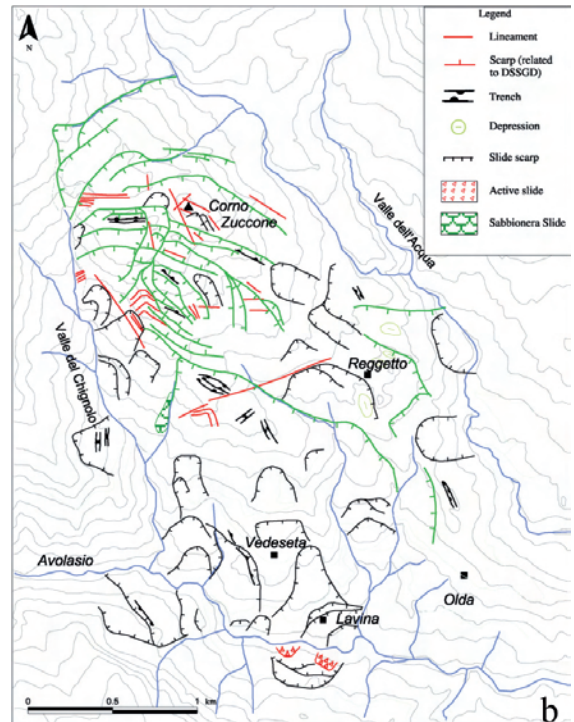 N
Legend
Lineament
Scarp (related
to DSSGD)
Trench
Depression
Slide scarp
Active slide
Sabbionera Slide
Corno
Zuccone
Valle dell'Acqua
Valle del Chignolo
Reggetto
Avolasio
Vedeseta
Olda
Lavina
0 0.5 1 km
b